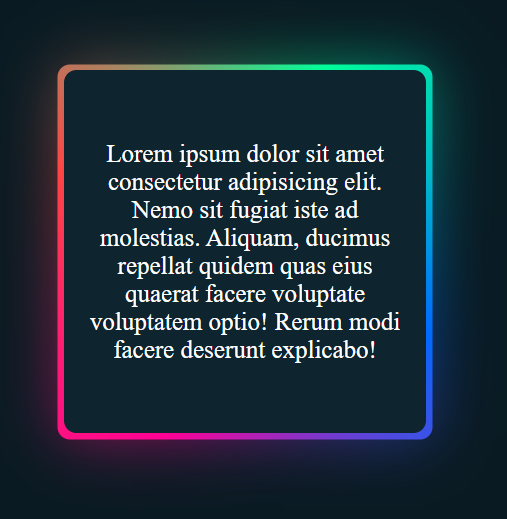 Lorem ipsum dolor sit amet
consectetur adipisicing elit.
Nemo sit fugiat iste ad
molestias. Aliquam, ducimus
repellat quidem quas eius
quaerat facere voluptate
voluptatem optio! Rerum modi
facere deserunt explicabo!